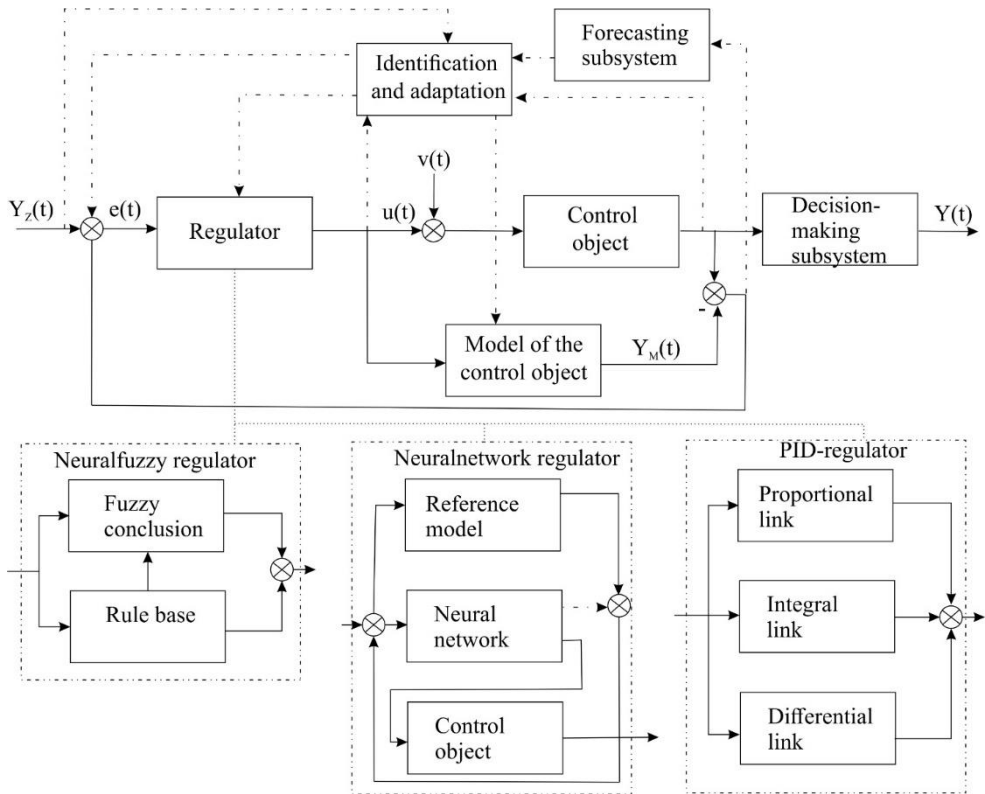 Identification
and adaptation
Forecasting
subsystem
Y_Z(t)
e(t)
Regulator
u(t)
v(t)
Control
object
Decision-
making
subsystem
Y(t)
-
Model of the
control object
Y_M(t)
Neuralfuzzy regulator
Fuzzy
conclusion
Rule base
Neuralnetwork regulator
Reference
model
Neural
network
Control
object
PID-regulator
Proportional
link
Integral
link
Differential
link